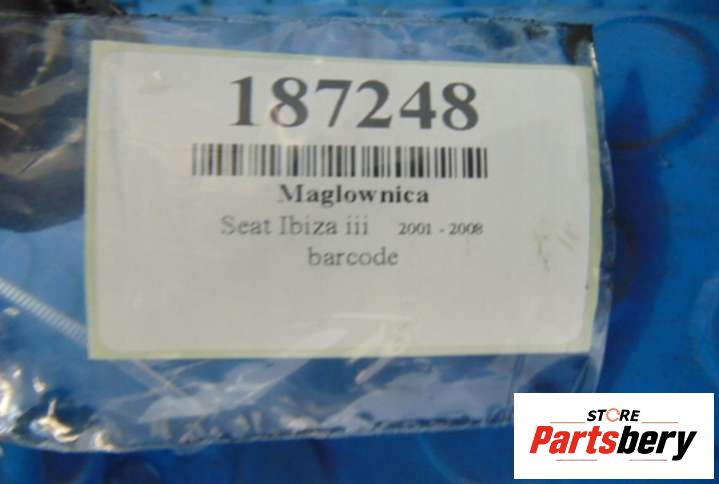 187248
Maglownica
Seat Ibiza iii 2001 - 2008
barcode
STORE
Partsbery